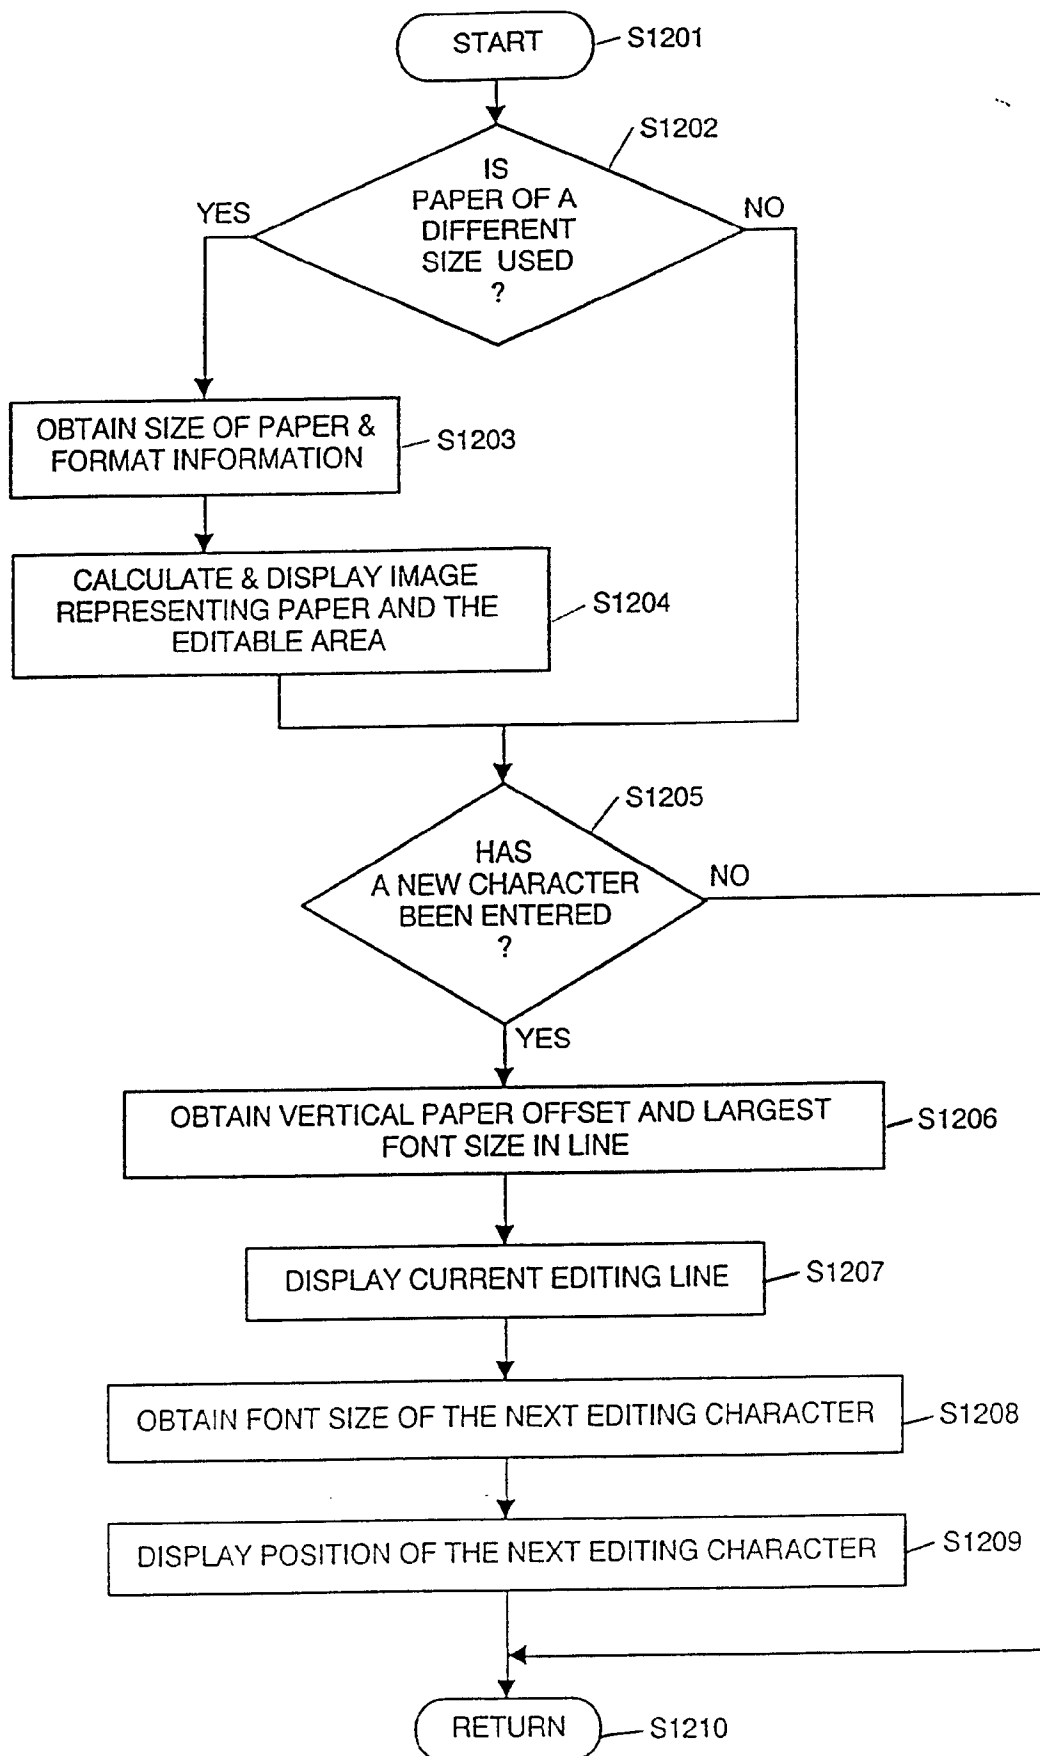 START
S1201
S1202
IS
PAPER OF A
DIFFERENT
SIZE USED
?
YES
NO
OBTAIN SIZE OF PAPER &
FORMAT INFORMATION
S1203
CALCULATE & DISPLAY IMAGE
REPRESENTING PAPER AND THE
EDITABLE AREA
S1204
S1205
HAS
A NEW CHARACTER
BEEN ENTERED
?
NO
YES
OBTAIN VERTICAL PAPER OFFSET AND LARGEST
FONT SIZE IN LINE
S1206
DISPLAY CURRENT EDITING LINE
S1207
OBTAIN FONT SIZE OF THE NEXT EDITING CHARACTER
S1208
DISPLAY POSITION OF THE NEXT EDITING CHARACTER
S1209
RETURN
S1210